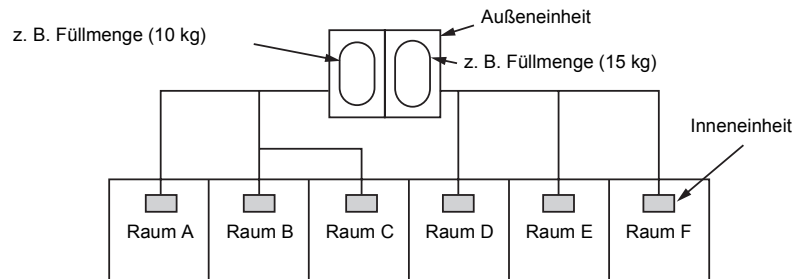 Außeneinheit
z. B. Füllmenge (10 kg)
z. B. Füllmenge (15 kg)
Inneneinheit
Raum A
Raum B
Raum C
Raum D
Raum E
Raum F